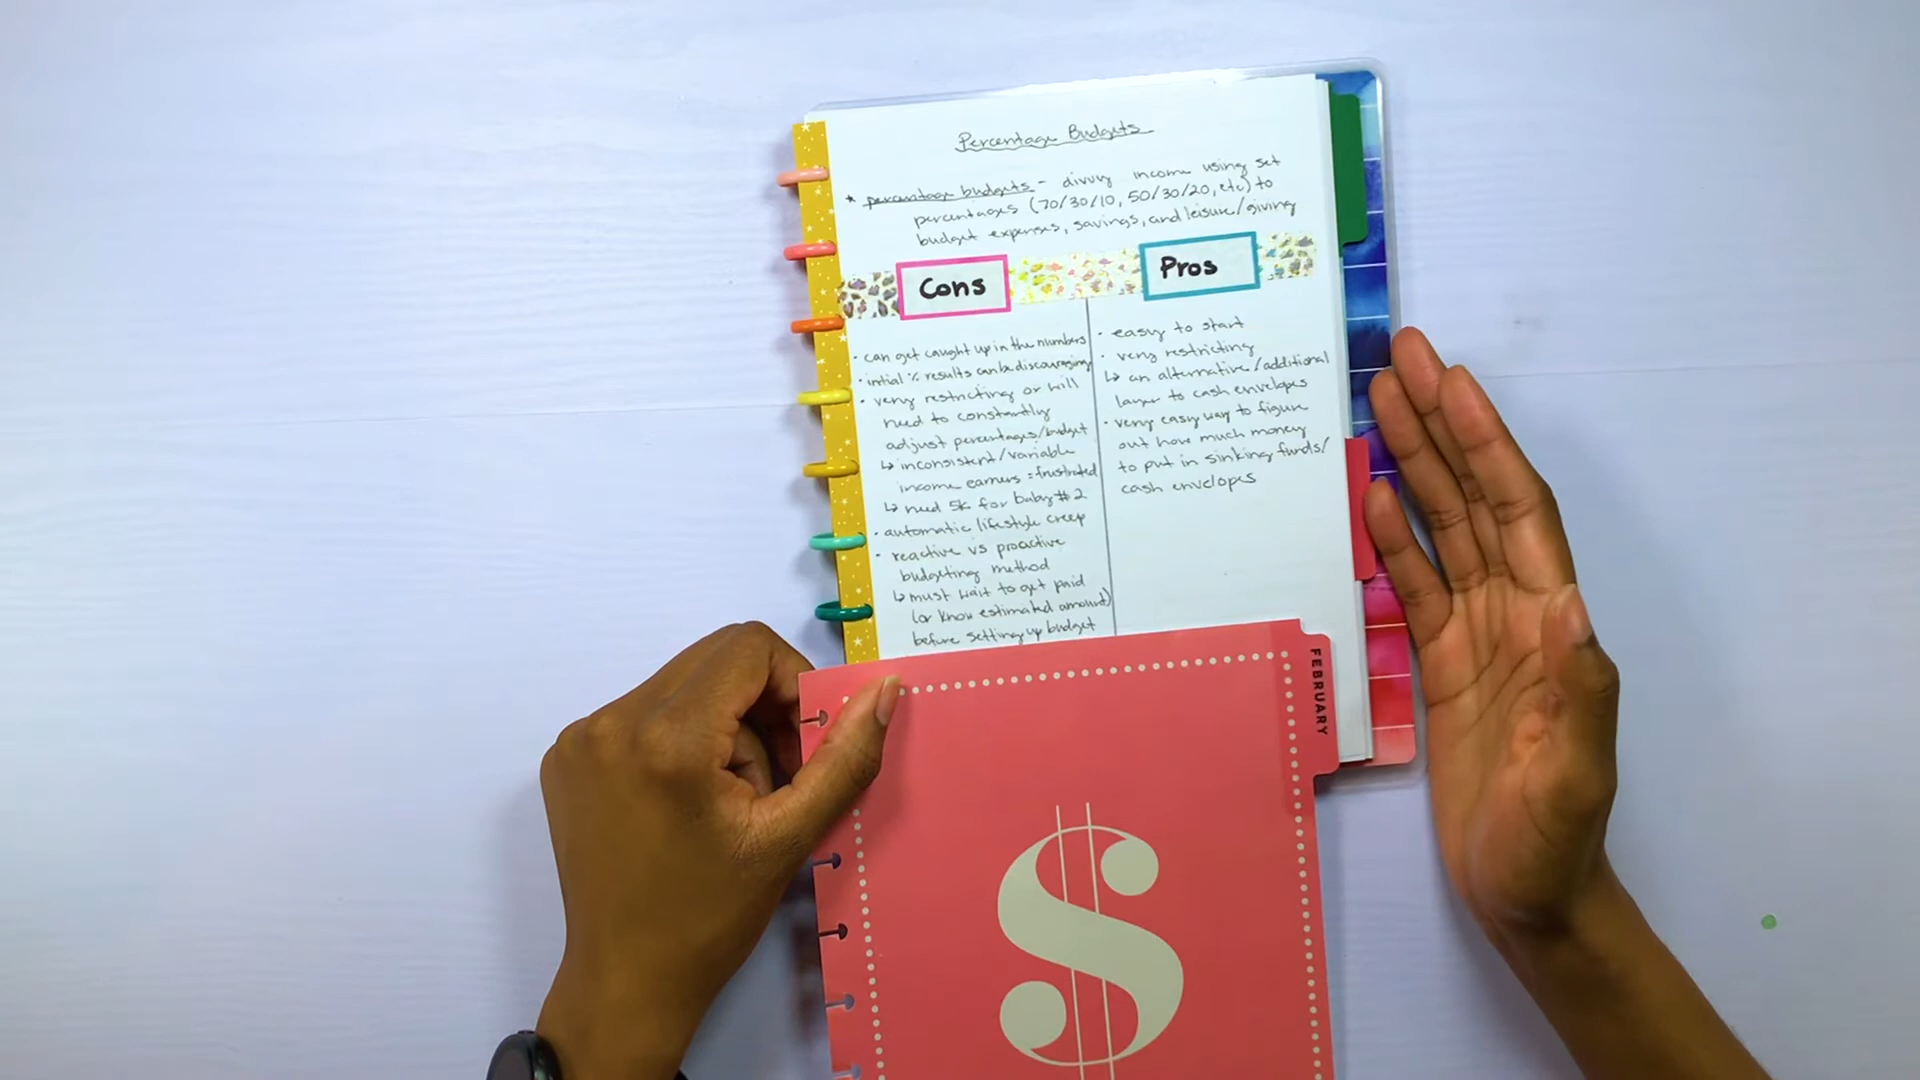 Percentage Budgets
* percentage budgets - divvy income using set
percentages (70/30/10, 50/30/20, etc) to
budget expenses, savings, and leisure/giving
Cons
· can get caught up in the numbers
· intial % results can be discouraging
· very restricting or will
need to constantly
adjust percentages/budget
↳ inconsistent/variable
income earners = frustrated
↳ need 5k for baby #2
· automatic lifestyle creep
· reactive vs proactive
budgeting method
↳ must wait to get paid
(or know estimated amount)
before setting up budget
Pros
· easy to start
· very restricting
↳ an alternative/additional
layer to cash envelopes
· very easy way to figure
out how much money
to put in sinking funds/
cash envelopes
FEBRUARY
$